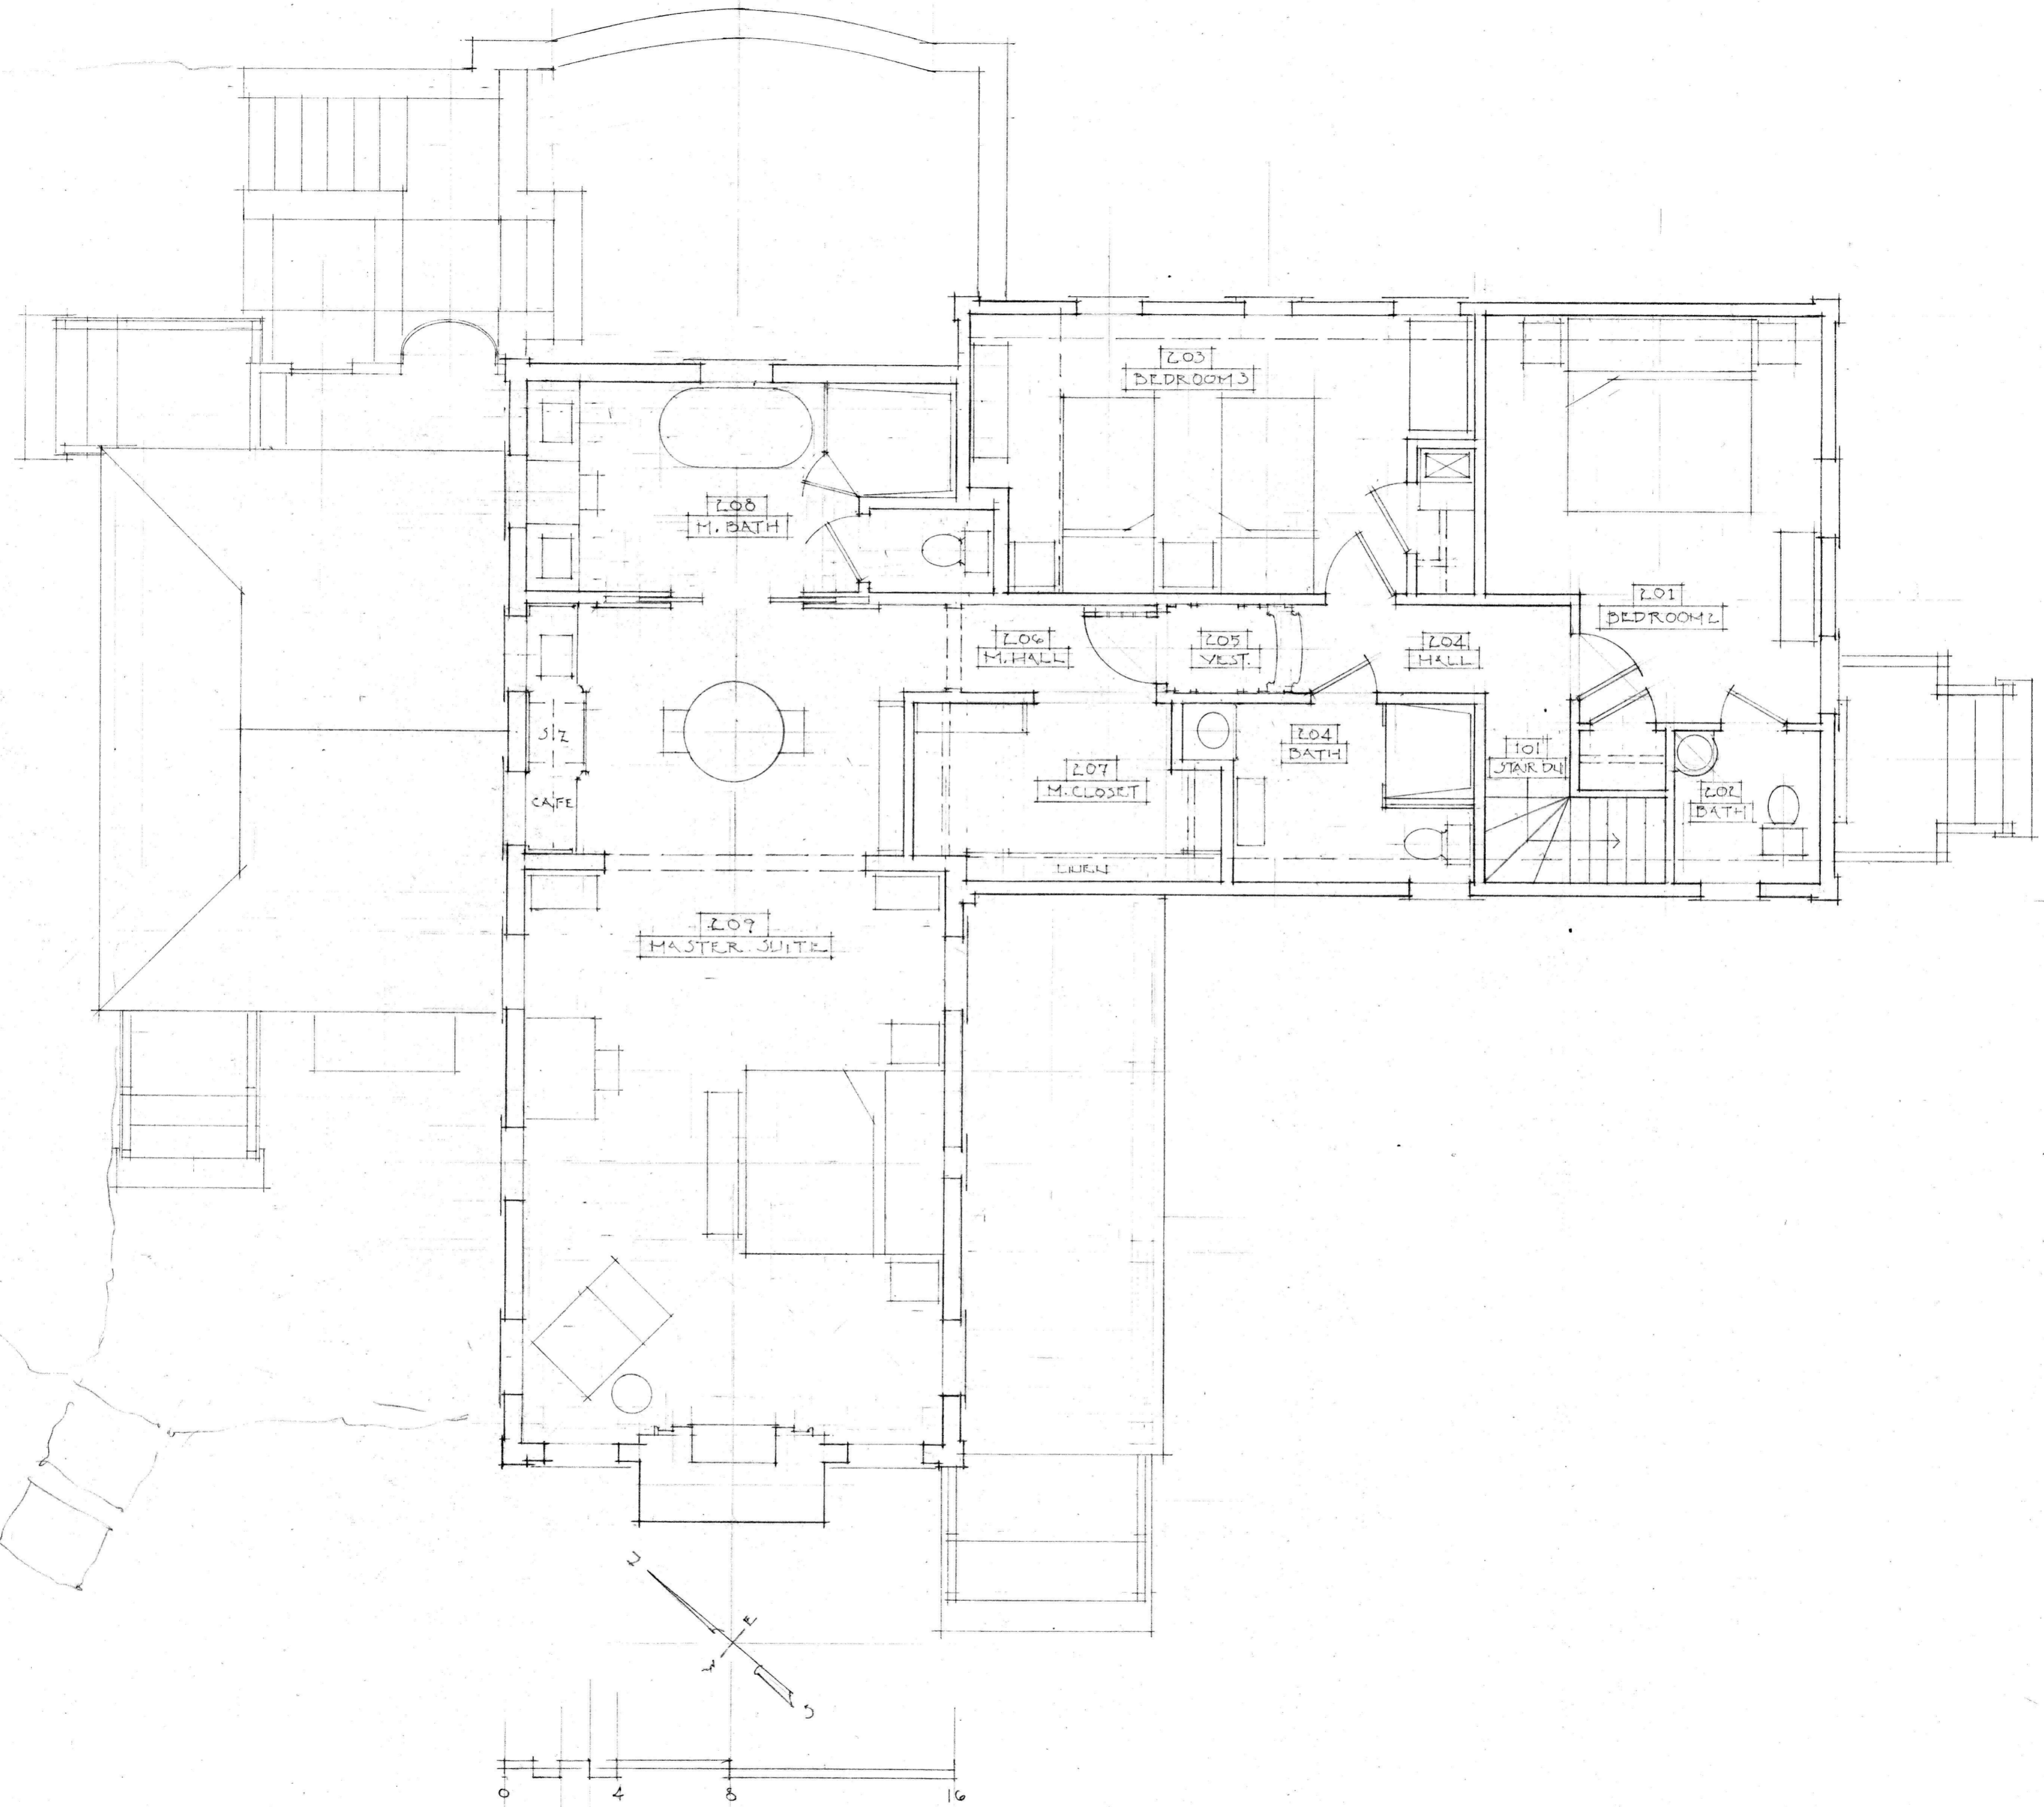 203
BEDROOM 3
208
M. BATH
201
BEDROOM 2
206
M. HALL
205
VEST.
204
HALL
CAFE
207
M. CLOSET
204
BATH
101
STAIR DN
202
BATH
LINEN
209
MASTER SUITE
N
E
W
S
0
4
8
16